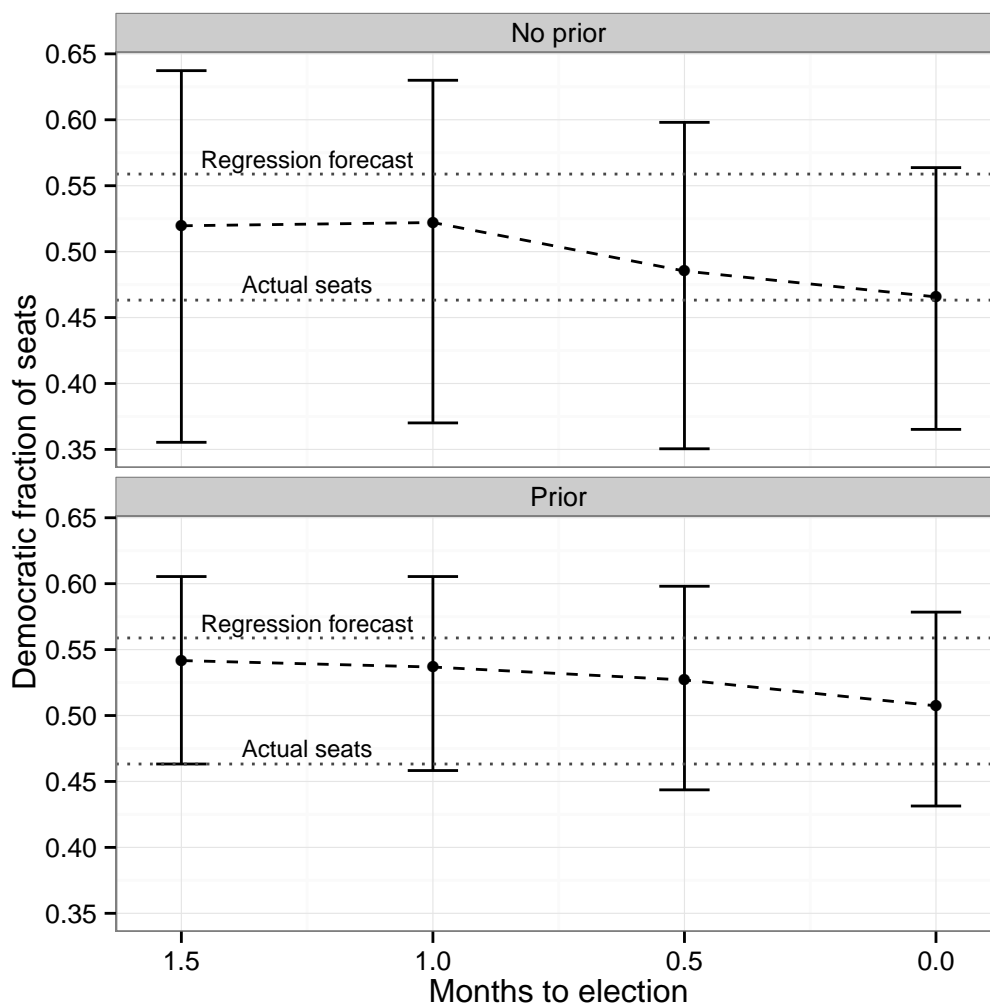 No prior
0.65
0.60
0.55
0.50
0.45
0.40
0.35
Regression forecast
Actual seats
Democratic fraction of seats
Prior
0.65
0.60
0.55
0.50
0.45
0.40
0.35
Regression forecast
Actual seats
1.5 1.0 0.5 0.0
Months to election